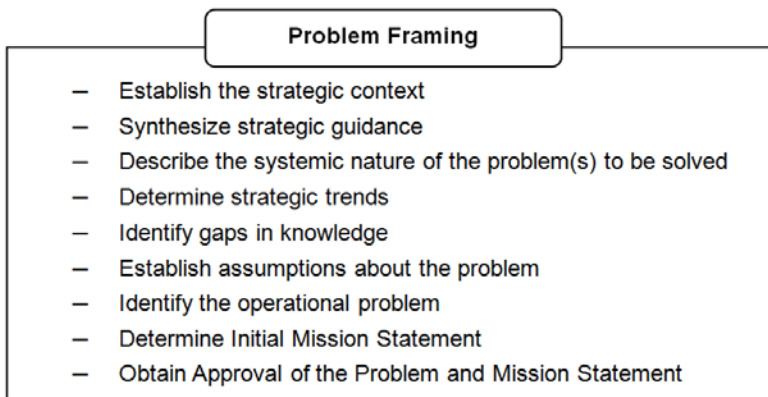 Problem Framing
– Establish the strategic context
– Synthesize strategic guidance
– Describe the systemic nature of the problem(s) to be solved
– Determine strategic trends
– Identify gaps in knowledge
– Establish assumptions about the problem
– Identify the operational problem
– Determine Initial Mission Statement
– Obtain Approval of the Problem and Mission Statement